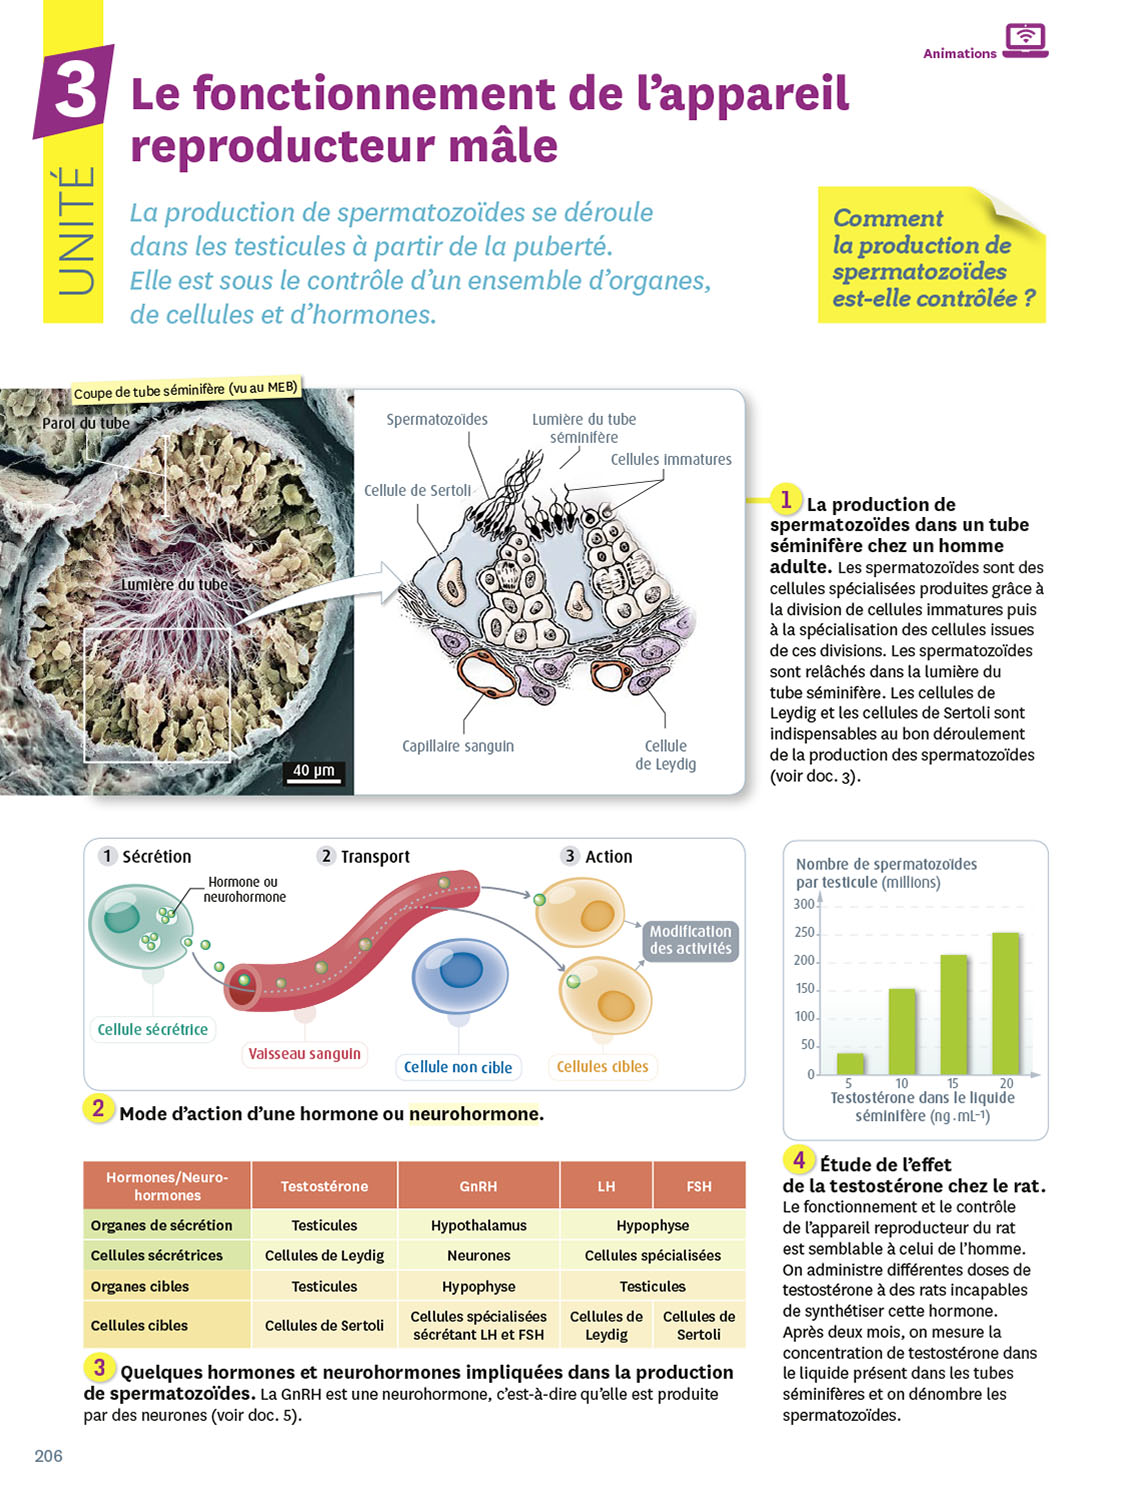 Animations
3
UNITÉ
Le fonctionnement de l’appareil
reproducteur mâle
La production de spermatozoïdes se déroule
dans les testicules à partir de la puberté.
Elle est sous le contrôle d’un ensemble d’organes,
de cellules et d’hormones.
Comment
la production de
spermatozoïdes
est-elle contrôlée ?
Coupe de tube séminifère (vu au MEB)
Paroi du tube
Lumière du tube
40 µm
Spermatozoïdes
Lumière du tube
séminifère
Cellules immatures
Cellule de Sertoli
Capillaire sanguin
Cellule
de Leydig
1 La production de
spermatozoïdes dans un tube
séminifère chez un homme
adulte. Les spermatozoïdes sont des
cellules spécialisées produites grâce à
la division de cellules immatures puis
à la spécialisation des cellules issues
de ces divisions. Les spermatozoïdes
sont relâchés dans la lumière du
tube séminifère. Les cellules de
Leydig et les cellules de Sertoli sont
indispensables au bon déroulement
de la production des spermatozoïdes
(voir doc. 3).
1 Sécrétion
2 Transport
3 Action
Hormone ou
neurohormone
Modification
des activités
Cellule sécrétrice
Vaisseau sanguin
Cellule non cible
Cellules cibles
2 Mode d’action d’une hormone ou neurohormone.
Hormones/Neuro-
hormones
Testostérone
GnRH
LH
FSH
Organes de sécrétion
Testicules
Hypothalamus
Hypophyse
Cellules sécrétrices
Cellules de Leydig
Neurones
Cellules spécialisées
Organes cibles
Testicules
Hypophyse
Testicules
Cellules cibles
Cellules de Sertoli
Cellules spécialisées
sécrétant LH et FSH
Cellules de
Leydig
Cellules de
Sertoli
3 Quelques hormones et neurohormones impliquées dans la production
de spermatozoïdes. La GnRH est une neurohormone, c’est-à-dire qu’elle est produite
par des neurones (voir doc. 5).
Nombre de spermatozoïdes
par testicule (millions)
300
250
200
150
100
50
0
5 10 15 20
Testostérone dans le liquide
séminifère (ng.mL⁻¹)
4 Étude de l’effet
de la testostérone chez le rat.
Le fonctionnement et le contrôle
de l’appareil reproducteur du rat
est semblable à celui de l’homme.
On administre différentes doses de
testostérone à des rats incapables
de synthétiser cette hormone.
Après deux mois, on mesure la
concentration de testostérone dans
le liquide présent dans les tubes
séminifères et on dénombre les
spermatozoïdes.
206